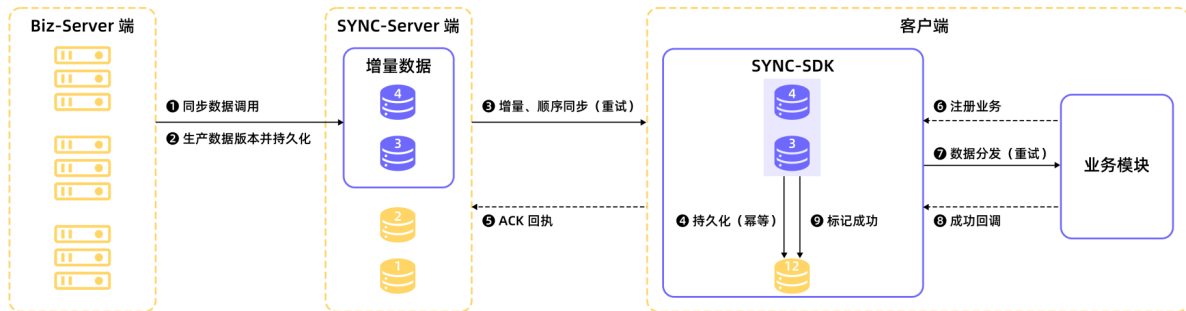 Biz-Server 端
SYNC-Server 端
客户端
增量数据
SYNC-SDK
4
4
❶ 同步数据调用
❸ 增量、顺序同步（重试）
❻ 注册业务
❷ 生产数据版本并持久化
3
3
❼ 数据分发（重试）
业务模块
2
❺ ACK 回执
❹ 持久化（幂等）
❾ 标记成功
❽ 成功回调
1
12